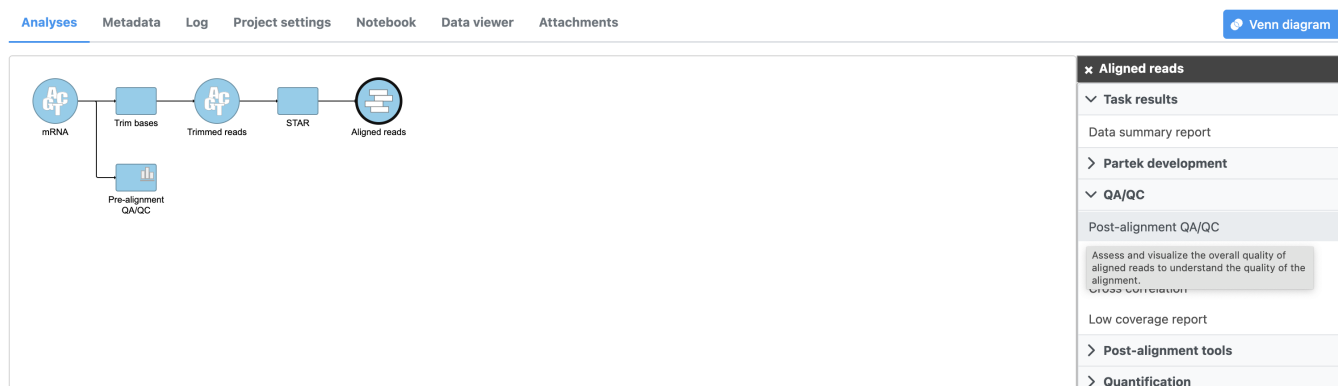 Analyses Metadata Log Project settings Notebook Data viewer Attachments
Venn diagram
Aligned reads
Task results
Data summary report
Partek development
QA/QC
Post-alignment QA/QC
Assess and visualize the overall quality of
aligned reads to understand the quality of the
alignment.
Cross correlation
Low coverage report
Post-alignment tools
Quantification
mRNA
Trim bases
Trimmed reads
STAR
Aligned reads
Pre-alignment
QA/QC